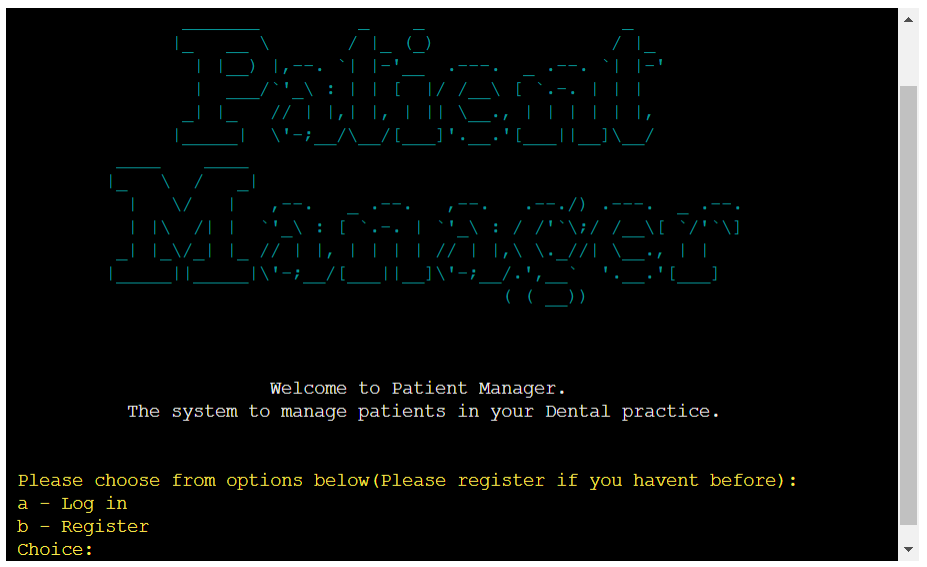 Patient
Manager
Welcome to Patient Manager.
The system to manage patients in your Dental practice.
Please choose from options below(Please register if you havent before):
a - Log in
b - Register
Choice: